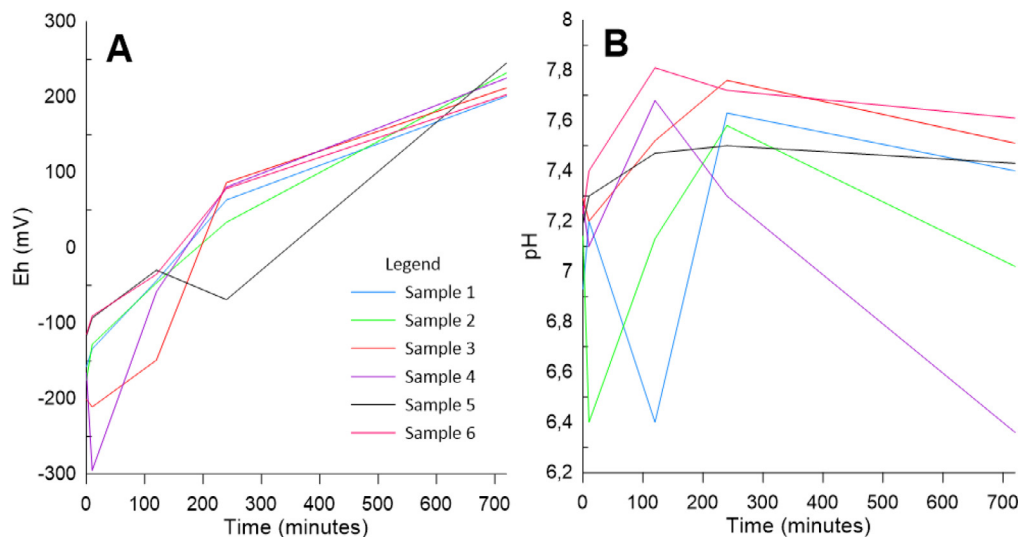 A
Eh (mV)
300
200
100
0
-100
-200
-300
0 100 200 300 400 500 600 700
Time (minutes)
Legend
Sample 1
Sample 2
Sample 3
Sample 4
Sample 5
Sample 6
B
pH
8
7,8
7,6
7,4
7,2
7
6,8
6,6
6,4
6,2
0 100 200 300 400 500 600 700
Time (minutes)